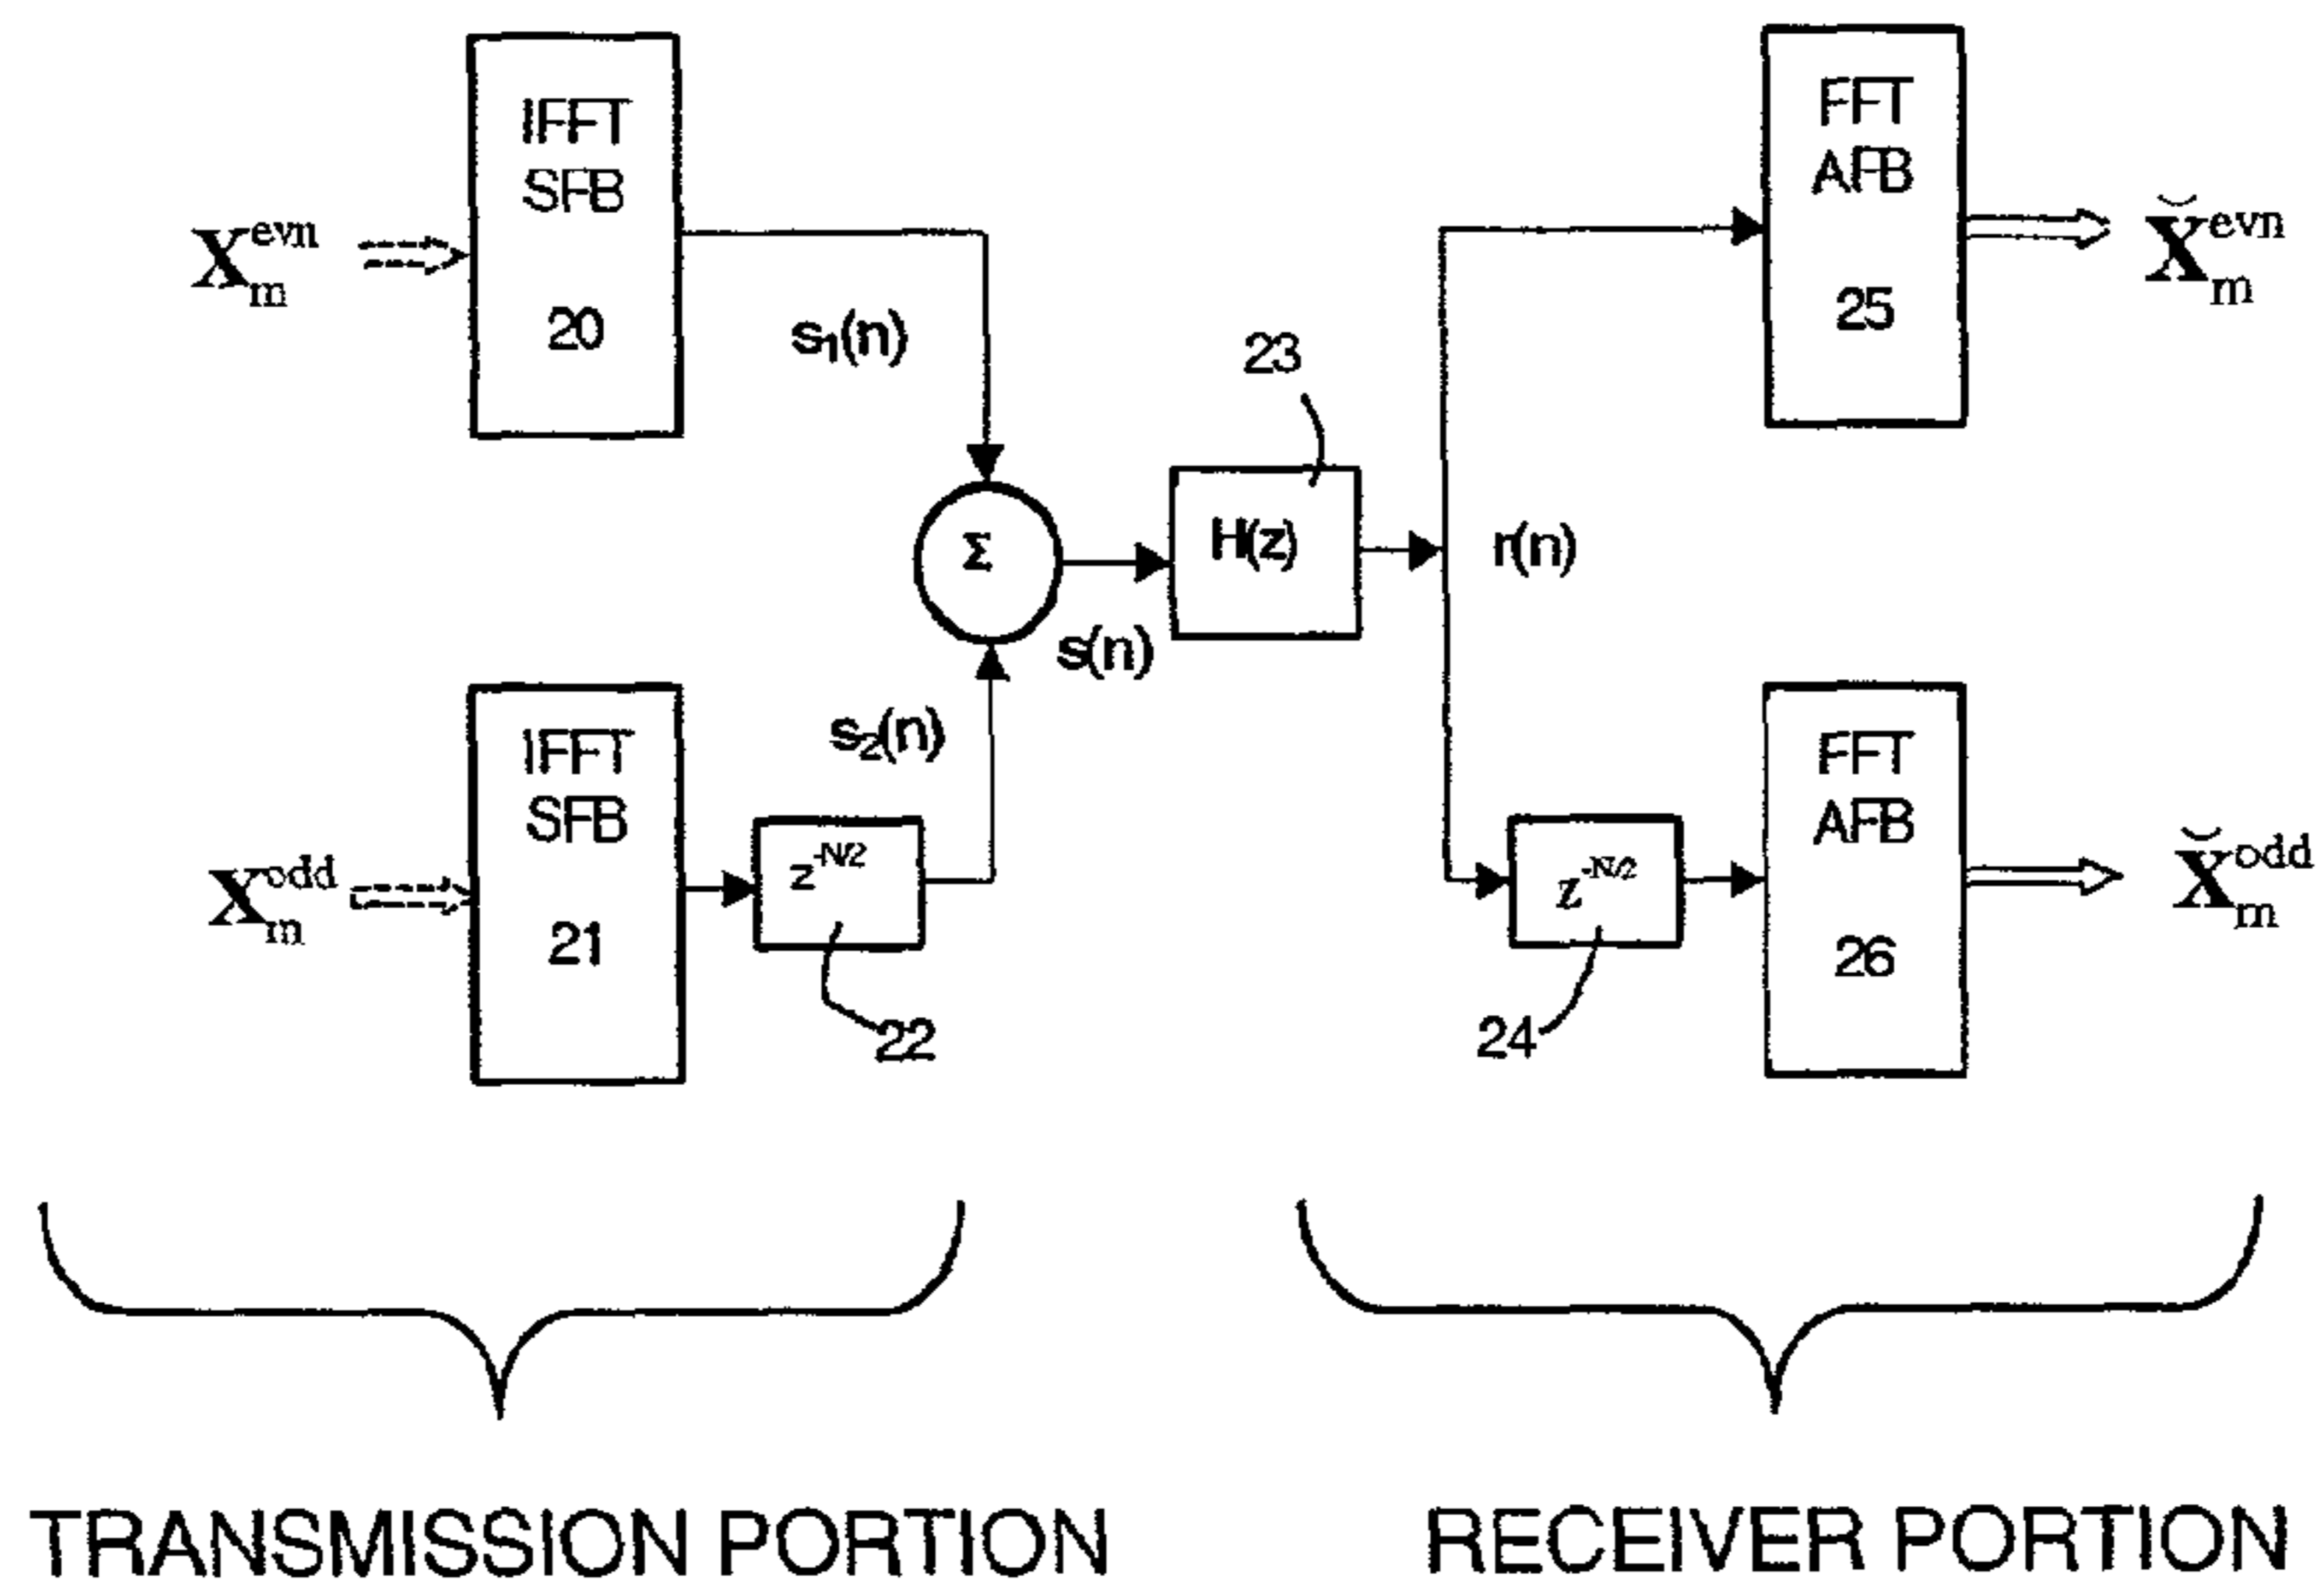 IFFT
SFB
20
X_m^evn
s₁(n)
23
FFT
AFB
25
X̆_m^evn
Σ
H(z)
s(n)
r(n)
IFFT
SFB
21
X_m^odd
s₂(n)
z^-N/2
22
z^-N/2
24
FFT
AFB
26
X̆_m^odd
TRANSMISSION PORTION
RECEIVER PORTION